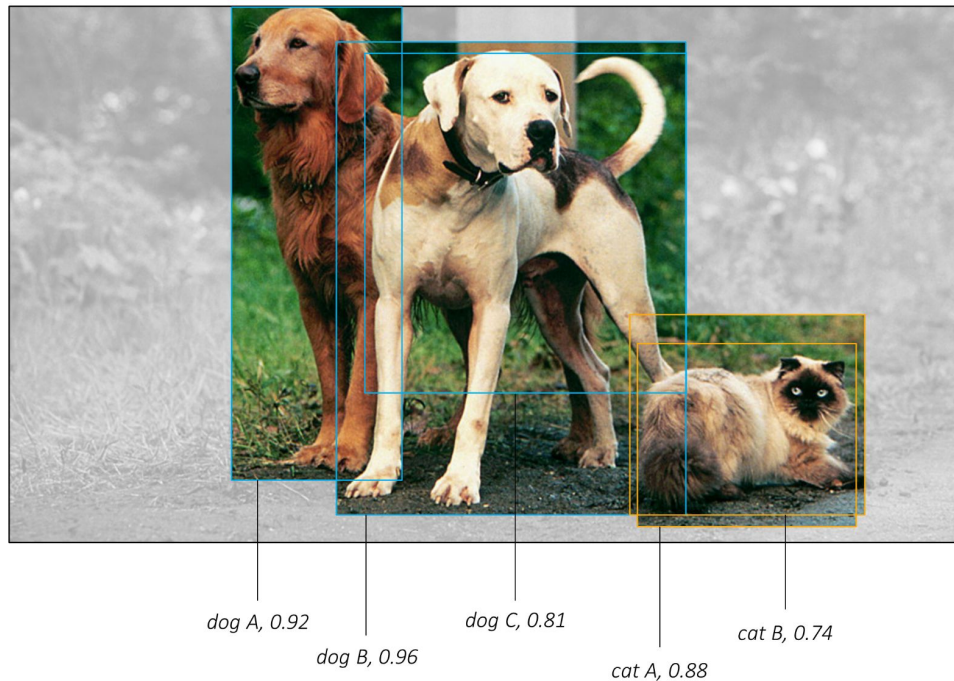 dog A, 0.92
dog B, 0.96
dog C, 0.81
cat A, 0.88
cat B, 0.74